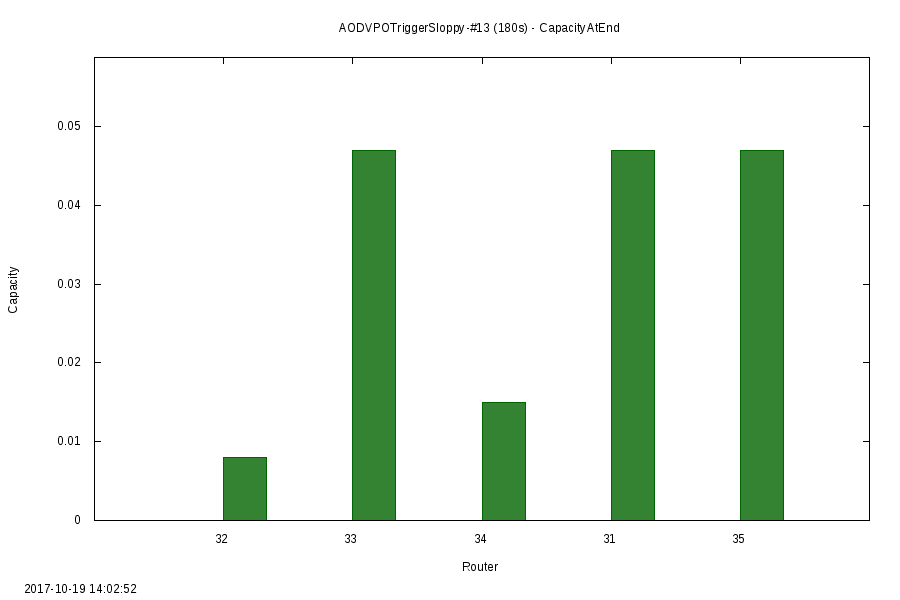 AODVPOTriggerSloppy-#13 (180s) - CapacityAtEnd
0.05
0.04
0.03
0.02
0.01
0
Capacity
32 33 34 31 35
Router
2017-10-19 14:02:52